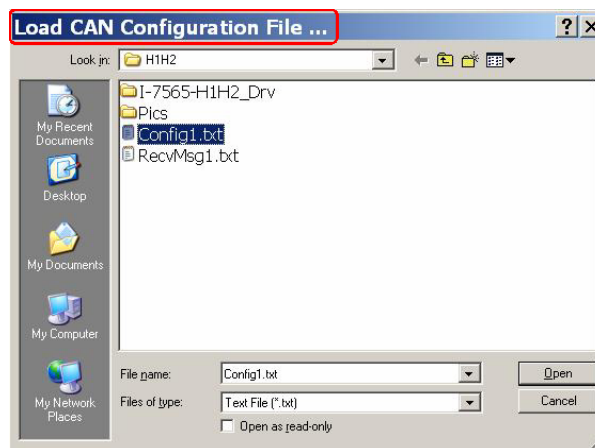 Load CAN Configuration File ...
Look in:
H1H2
My Recent
Documents
Desktop
My Documents
My Computer
My Network
Places
I-7565-H1H2_Drv
Pics
Config1.txt
RecvMsg1.txt
File name:
Config1.txt
Open
Files of type:
Text File (*.txt)
Cancel
Open as read-only